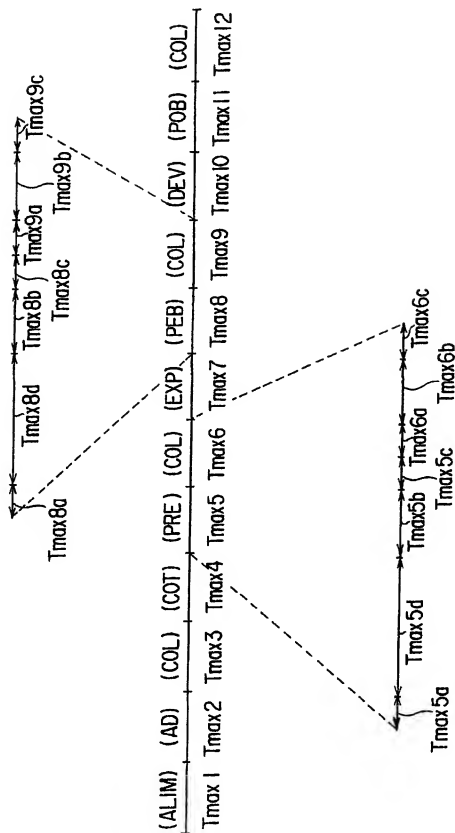 Tmax8a Tmax8d Tmax8b Tmax8c Tmax9a Tmax9b Tmax9c
(ALIM) (AD) (COL) (COT) (PRE) (COL) (EXP) (PEB) (COL) (DEV) (POB) (COL)
Tmax1 Tmax2 Tmax3 Tmax4 Tmax5 Tmax6 Tmax7 Tmax8 Tmax9 Tmax10 Tmax11 Tmax12
Tmax5a Tmax5d Tmax5b Tmax5c Tmax6a Tmax6b Tmax6c